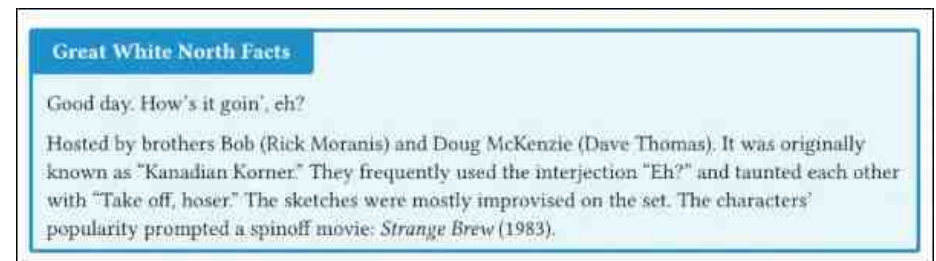 Great White North Facts
Good day. How's it goin', eh?
Hosted by brothers Bob (Rick Moranis) and Doug McKenzie (Dave Thomas). It was originally
known as “Kanadian Korner.” They frequently used the interjection “Eh?” and taunted each other
with “Take off, hoser.” The sketches were mostly improvised on the set. The characters’
popularity prompted a spinoff movie: Strange Brew (1983).